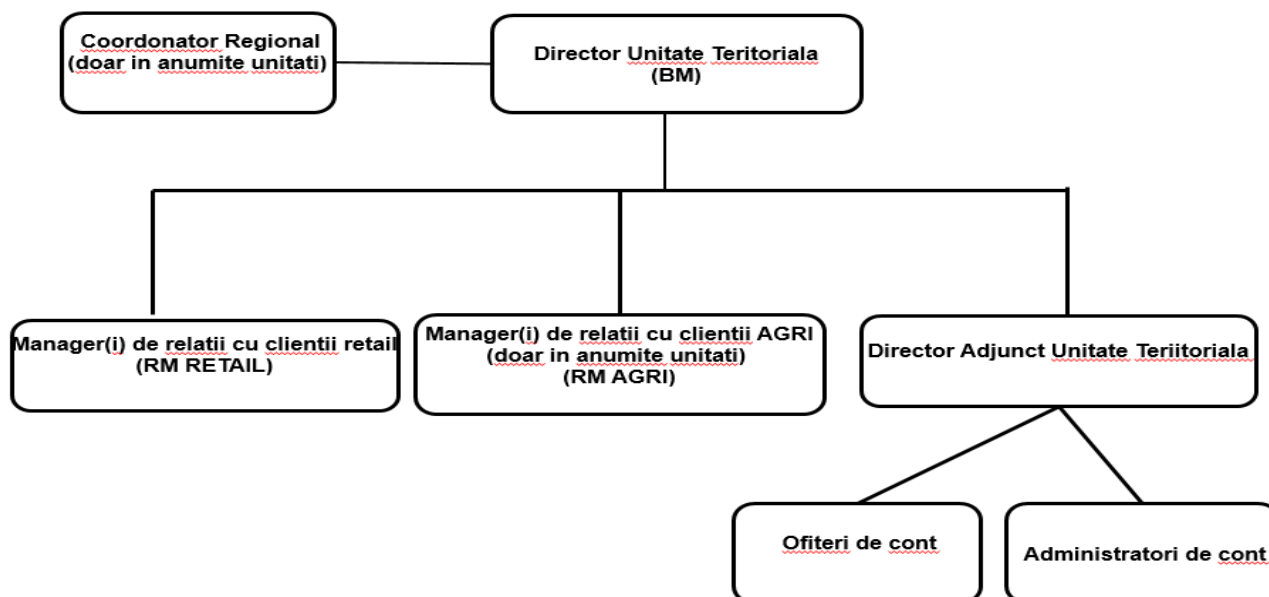 Coordonator Regional
(doar in anumite unitati)
Director Unitate Teritoriala
(BM)
Manager(i) de relatii cu clientii retail
(RM RETAIL)
Manager(i) de relatii cu clientii AGRI
(doar in anumite unitati)
(RM AGRI)
Director Adjunct Unitate Teriitoriala
Ofiteri de cont
Administratori de cont